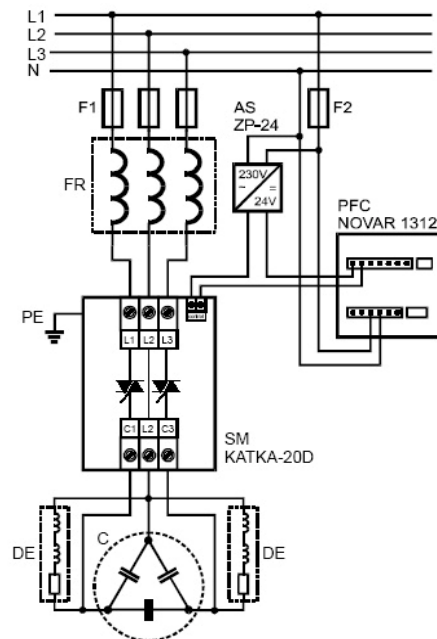 L1
L2
L3
N
F1
AS
ZP-24
F2
FR
230V
~ =
24V
PFC
NOVAR 1312
PE
L1 L2 L3
C1 L2 C3
SM
KATKA-20D
DE
C
DE